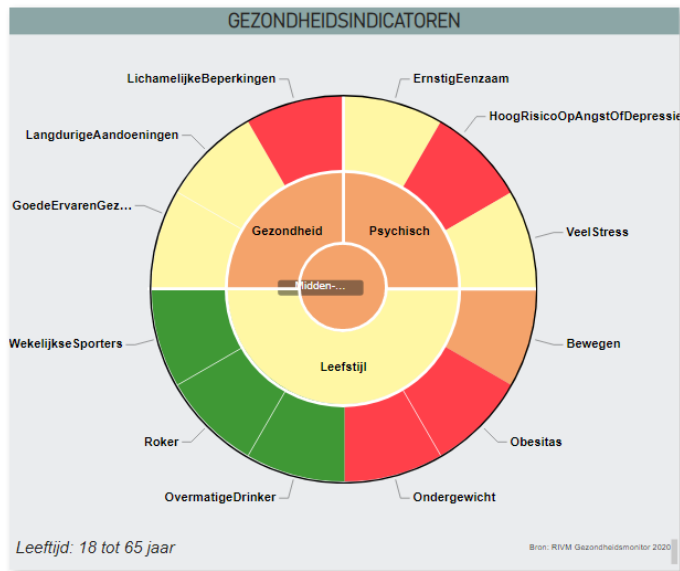 GEZONDHEIDSINDICATOREN
LichamelijkeBeperkingen
ErnstigEenzaam
HoogRisicoOpAngstOfDepressie
LangdurigeAandoeningen
GoedeErvarenGez...
Gezondheid
Psychisch
VeelStress
Midden-...
WekelijkseSporters
Bewegen
Leefstijl
Roker
Obesitas
OvermatigeDrinker
Ondergewicht
Leeftijd: 18 tot 65 jaar
Bron: RIVM Gezondheidsmonitor 2020